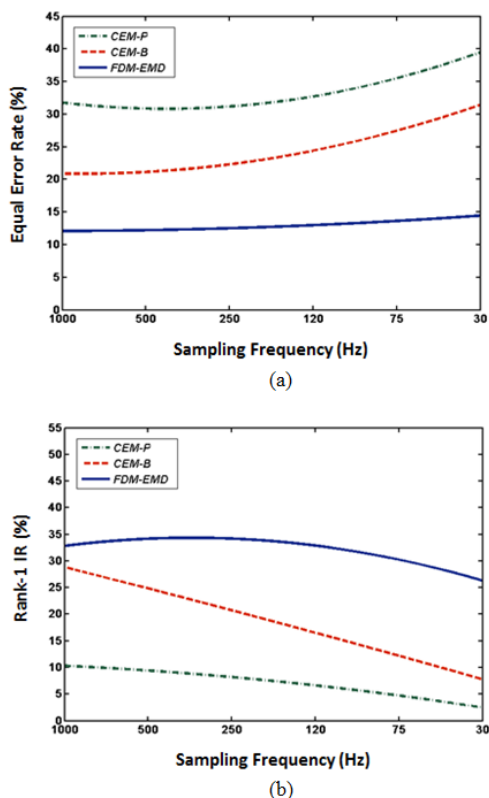 45
40
35
30
25
20
15
10
5
0
CEM-P
CEM-B
FDM-EMD
Equal Error Rate (%)
1000 500 250 120 75 30
Sampling Frequency (Hz)
(a)
55
50
45
40
35
30
25
20
15
10
5
0
CEM-P
CEM-B
FDM-EMD
Rank-1 IR (%)
1000 500 250 120 75 30
Sampling Frequency (Hz)
(b)